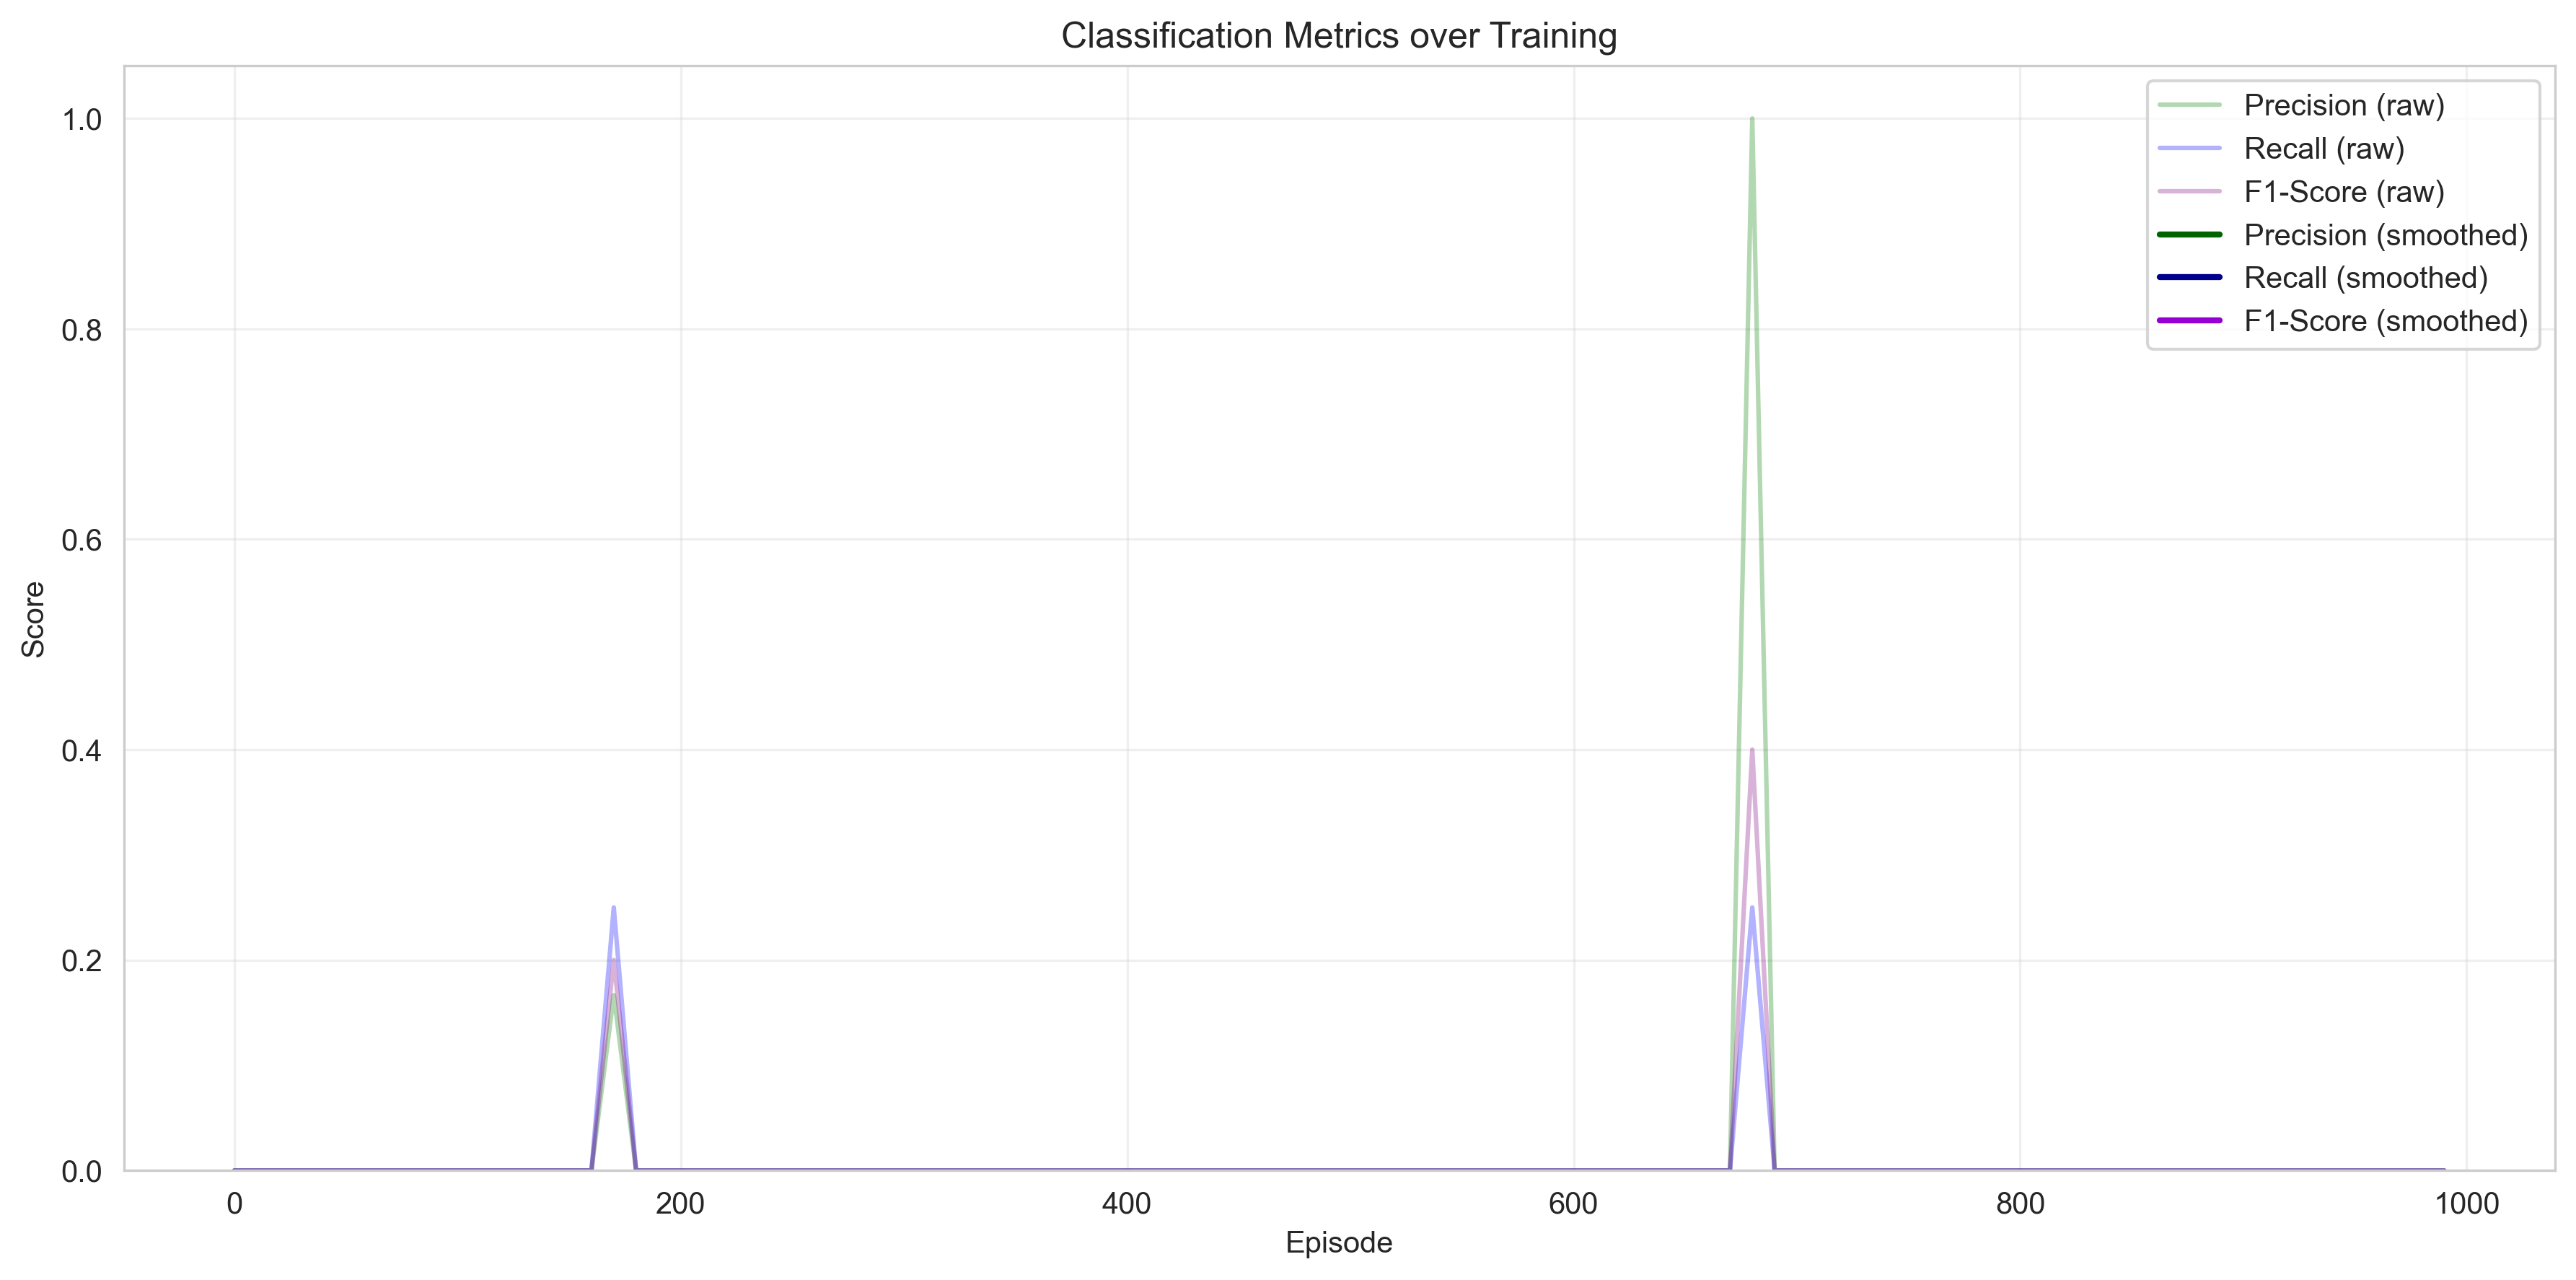 Classification Metrics over Training
1.0
0.8
0.6
0.4
0.2
0.0
Score
Precision (raw)
Recall (raw)
F1-Score (raw)
Precision (smoothed)
Recall (smoothed)
F1-Score (smoothed)
0 200 400 600 800 1000
Episode